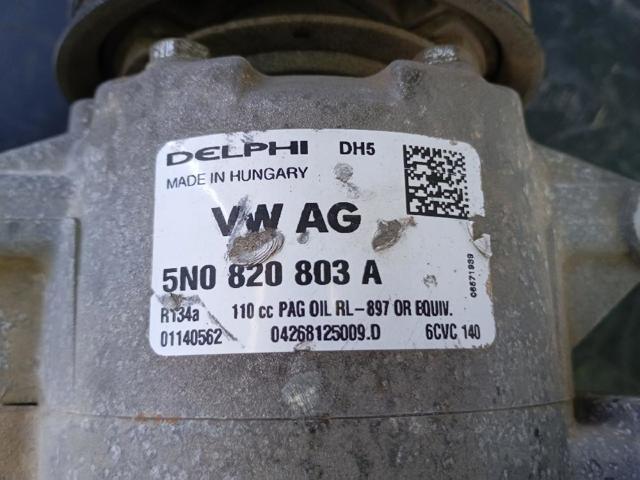 DELPHI DH5
MADE IN HUNGARY
VW AG
5N0 820 803 A
R134a 110 cc PAG OIL RL-897 OR EQUIV.
01140562 04268125009.D 6CVC 140
06571939